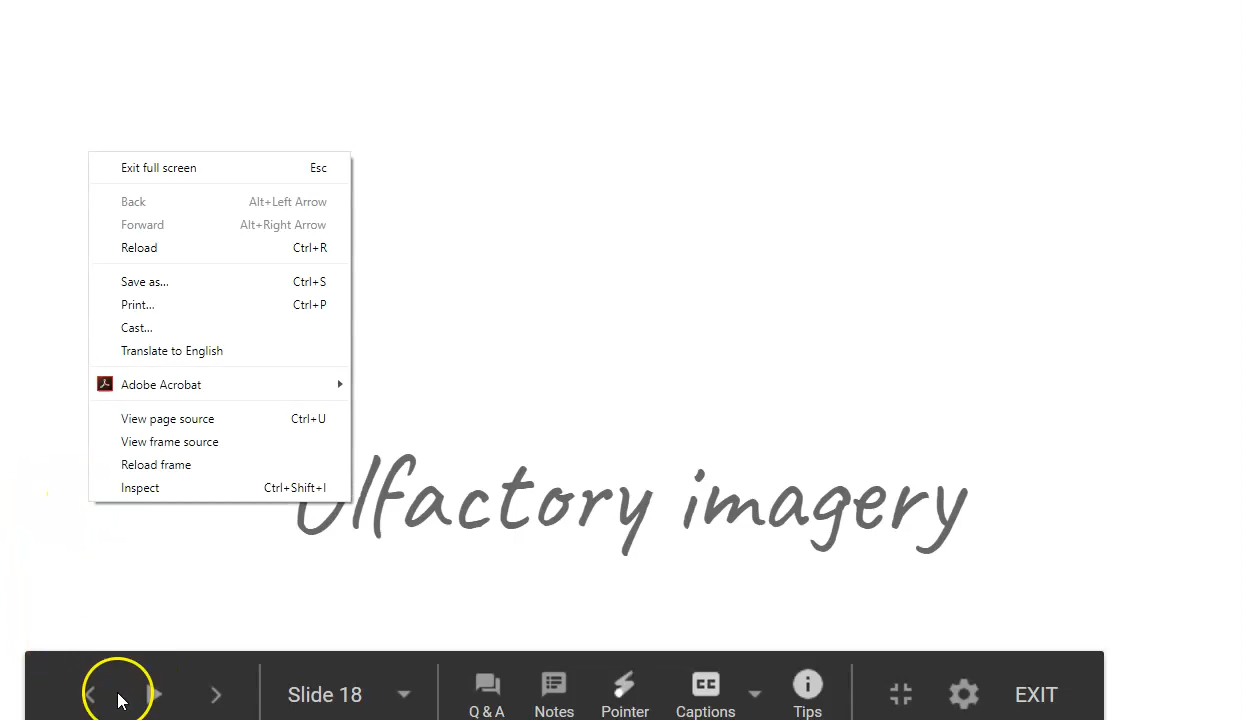 Exit full screen Esc
Back Alt+Left Arrow
Forward Alt+Right Arrow
Reload Ctrl+R
Save as... Ctrl+S
Print... Ctrl+P
Cast...
Translate to English
Adobe Acrobat
View page source Ctrl+U
View frame source
Reload frame
Inspect Ctrl+Shift+I
Olfactory imagery
Slide 18
Q & A
Notes
Pointer
CC
Captions
Tips
EXIT